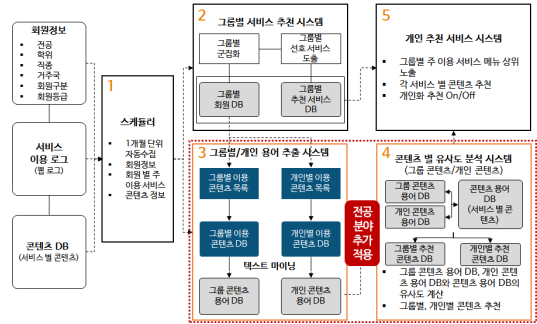 회원정보
▪ 전공
▪ 학위
▪ 직종
▪ 거주국
▪ 회원구분
▪ 회원등급
서비스
이용 로그
(웹 로그)
콘텐츠 DB
(서비스 별 콘텐츠)
1
스케쥴러
▪ 1개월 단위
자동수집
▪ 회원정보
▪ 회원 별 주
이용 서비스
콘텐츠 정보
2
그룹별 서비스 추천 시스템
그룹별
군집화
그룹별
선호 서비스
도출
그룹별
회원 DB
그룹별
추천 서비스
DB
3
그룹별/개인 용어 추출 시스템
그룹별 이용
콘텐츠 목록
개인별 이용
콘텐츠 목록
그룹별 이용
콘텐츠 DB
개인별 이용
콘텐츠 DB
텍스트 마이닝
그룹 콘텐츠
용어 DB
개인 콘텐츠
용어 DB
전공
분야
추가
적용
4
콘텐츠 별 유사도 분석 시스템
(그룹 콘텐츠/개인 콘텐츠)
그룹 콘텐츠
용어 DB
개인 콘텐츠
용어 DB
콘텐츠 용어
DB
(서비스 별 콘
텐츠)
그룹별 추천
콘텐츠 DB
개인별 추천
콘텐츠 DB
▪ 그룹 콘텐츠 용어 DB, 개인 콘텐
츠 용어 DB와 콘텐츠 용어 DB의
유사도 계산
▪ 그룹별, 개인별 콘텐츠 추천
5
개인 추천 서비스 시스템
▪ 그룹별 주 이용 서비스 메뉴 상위
노출
▪ 각 서비스 별 콘텐츠 추천
▪ 개인화 추천 On/Off